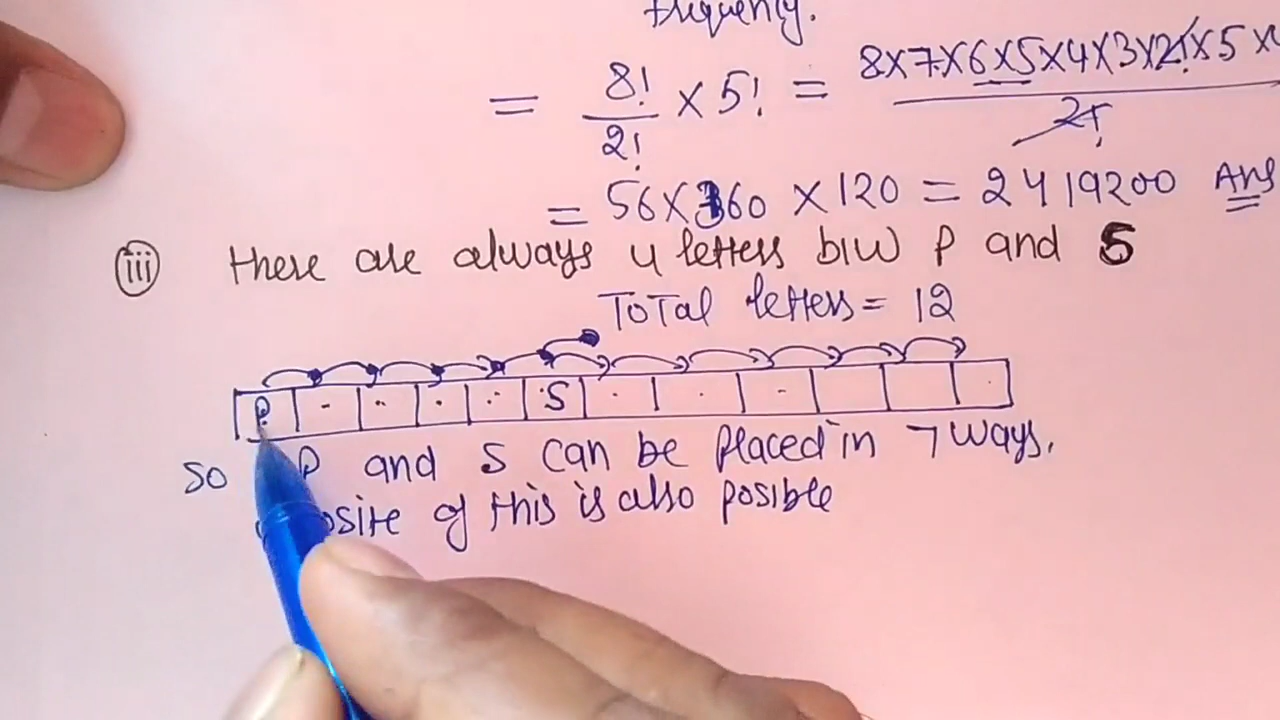 frequency.
= 8!/2! × 5! = 8×7×6×5×4×3×2!×5×4 / 2!
= 56×360 × 120 = 2419200 Ans
(iii) there are always 4 letters b/w P and S
Total letters = 12
P · · · · S · · · ·
so P and S can be placed in 7 ways.
of this is also posible